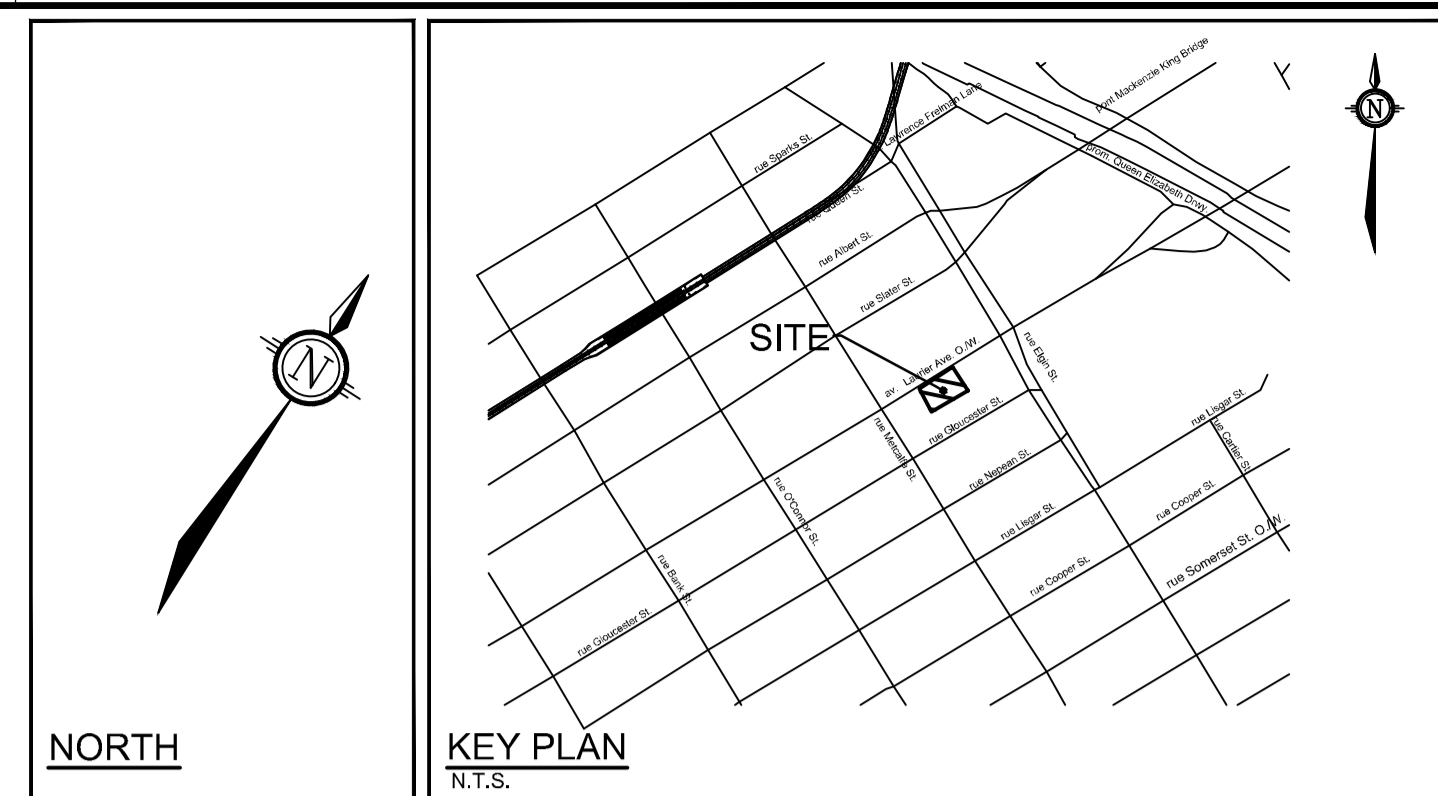 N
NORTH
KEY PLAN
N.T.S.
N
SITE
pont Mackenzie King Bridge
Lawrence Freiman Lane
rue Sparks St.
prom. Queen Elizabeth Drwy.
rue Queen St.
rue Albert St.
rue Slater St.
av. Laurier Ave. O./W.
rue Elgin St.
rue Gloucester St.
rue Metcalfe St.
rue Lisgar St.
rue Cartier St.
rue Nepean St.
rue O'Connor St.
rue Cooper St.
rue Lisgar St.
rue Somerset St. O./W.
rue Bank St.
rue Cooper St.
rue Gloucester St.